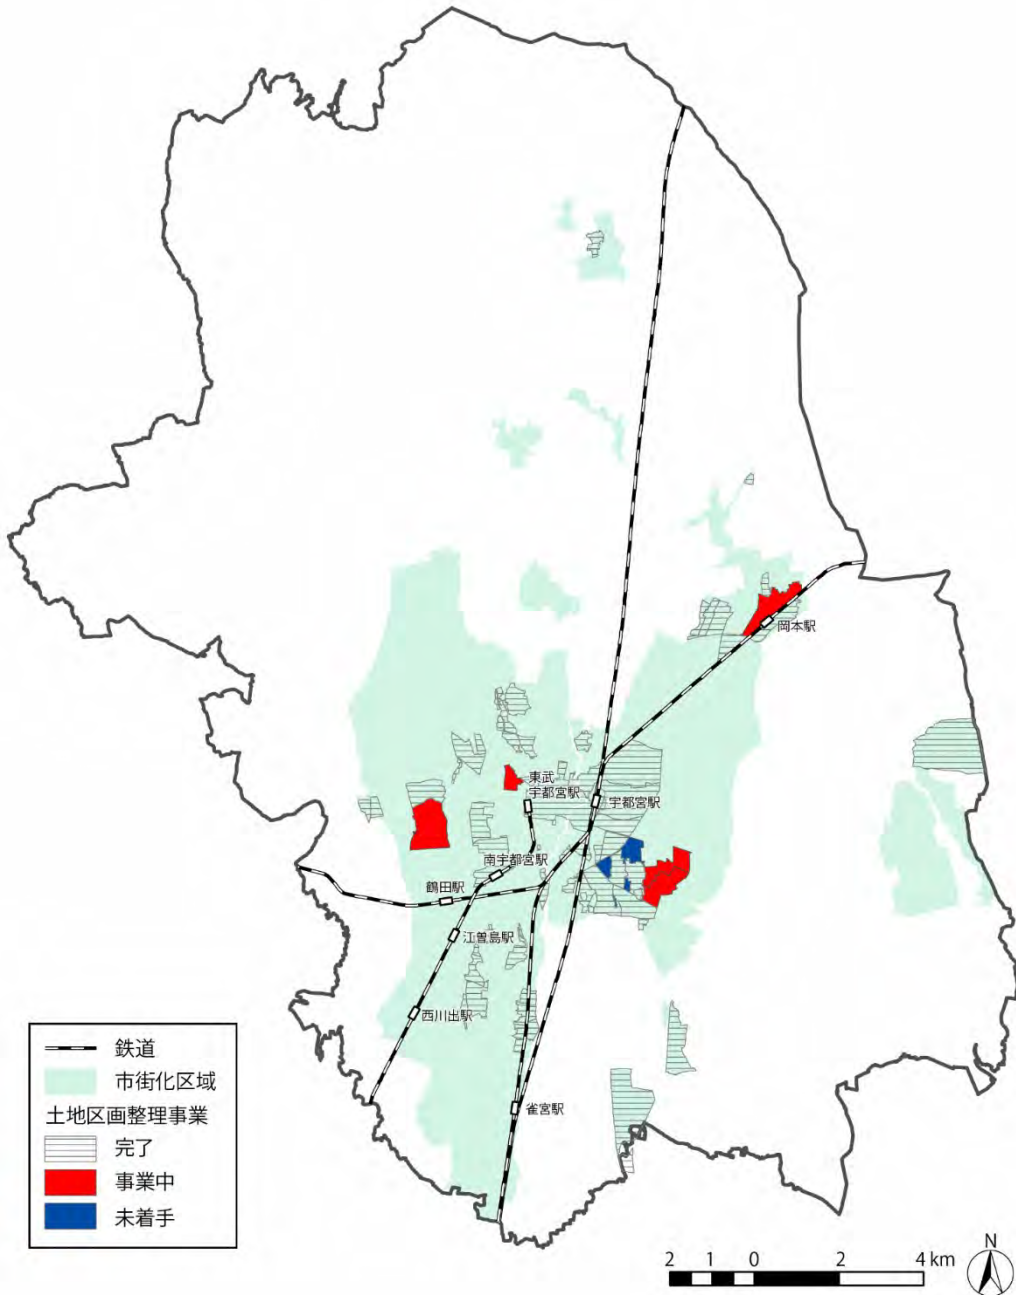 岡本駅
東武
宇都宮駅
宇都宮駅
南宇都宮駅
鶴田駅
江曽島駅
西川田駅
雀宮駅
鉄道
市街化区域
土地区画整理事業
完了
事業中
未着手
2 1 0 2 4 km
N